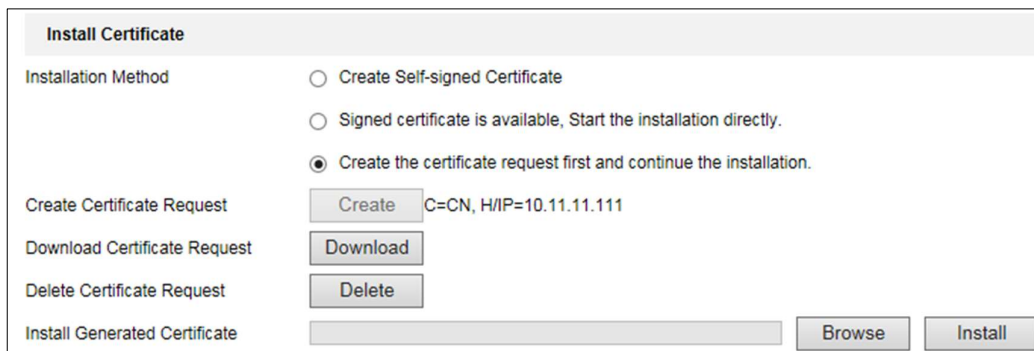 Install Certificate
Installation Method Create Self-signed Certificate
Signed certificate is available, Start the installation directly.
Create the certificate request first and continue the installation.
Create Certificate Request Create C=CN, H/IP=10.11.11.111
Download Certificate Request Download
Delete Certificate Request Delete
Install Generated Certificate Browse Install